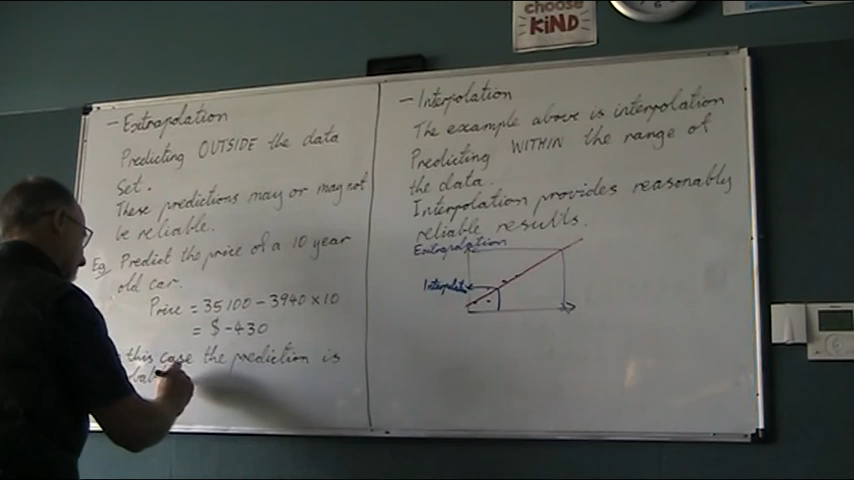 choose
KIND
- Extrapolation
Predicting OUTSIDE the data
set.
These predictions may or may not
be reliable.
Eg Predict the price of a 10 year
old car.
Price = 35100 - 3940 x 10
= $-430
this case the prediction is
- Interpolation
The example above is interpolation
Predicting WITHIN the range of
the data.
Interpolation provides reasonably
reliable results.
Extrapolation